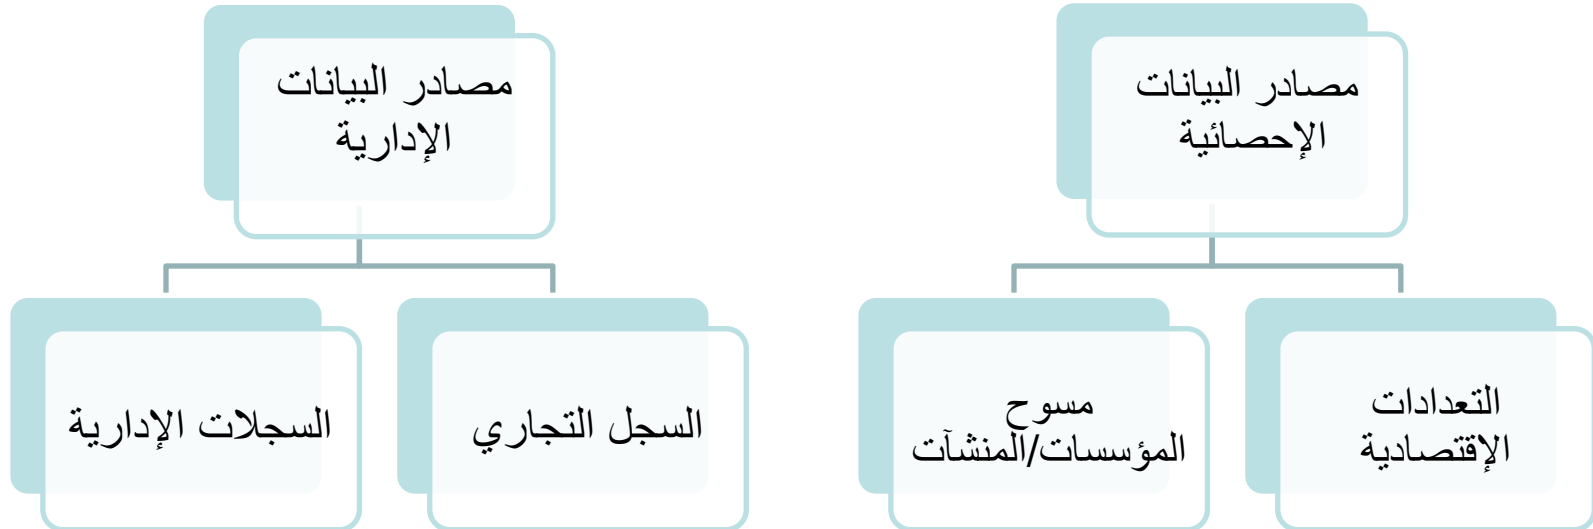 مصادر البيانات
الإحصائية
التعدادات
الإقتصادية
مسوح
المؤسسات/المنشآت
مصادر البيانات
الإدارية
السجل التجاري
السجلات الإدارية